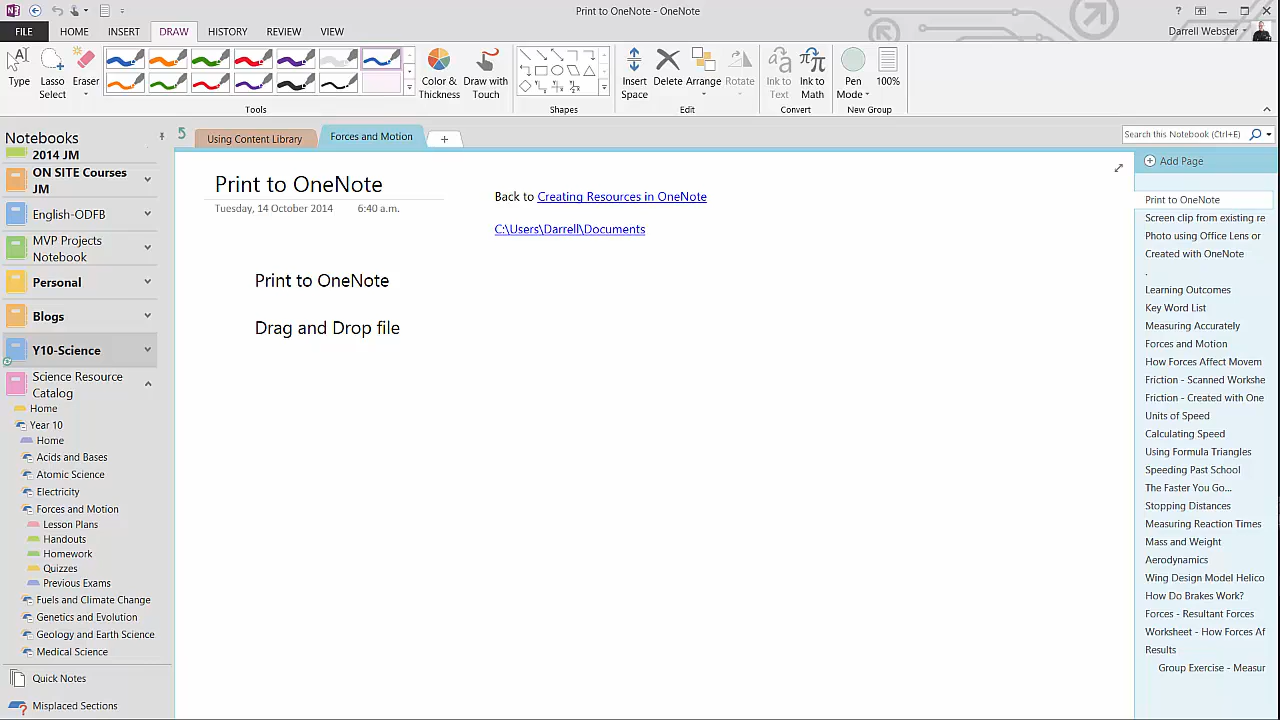 Print to OneNote - OneNote
FILE HOME INSERT DRAW HISTORY REVIEW VIEW
Darrell Webster
Type
Lasso Select
Eraser
Color & Thickness
Draw with Touch
Insert Space
Delete
Arrange
Rotate
Ink to Text
Ink to Math
Pen Mode
100%
Tools
Shapes
Edit
Convert
New Group
Notebooks
2014 JM
ON SITE Courses
JM
English-ODFB
MVP Projects
Notebook
Personal
Blogs
Y10-Science
Science Resource
Catalog
Home
Year 10
Home
Acids and Bases
Atomic Science
Electricity
Forces and Motion
Lesson Plans
Handouts
Homework
Quizzes
Previous Exams
Fuels and Climate Change
Genetics and Evolution
Geology and Earth Science
Medical Science
Quick Notes
Misplaced Sections
Using Content Library
Forces and Motion
Search this Notebook (Ctrl+E)
Print to OneNote
Tuesday, 14 October 2014 6:40 a.m.
Back to Creating Resources in OneNote
C:\Users\Darrell\Documents
Print to OneNote
Drag and Drop file
Add Page
Print to OneNote
Screen clip from existing re
Photo using Office Lens or
Created with OneNote
.
Learning Outcomes
Key Word List
Measuring Accurately
Forces and Motion
How Forces Affect Movem
Friction - Scanned Workshe
Friction - Created with One
Units of Speed
Calculating Speed
Using Formula Triangles
Speeding Past School
The Faster You Go...
Stopping Distances
Measuring Reaction Times
Mass and Weight
Aerodynamics
Wing Design Model Helico
How Do Brakes Work?
Forces - Resultant Forces
Worksheet - How Forces Af
Results
Group Exercise - Measur